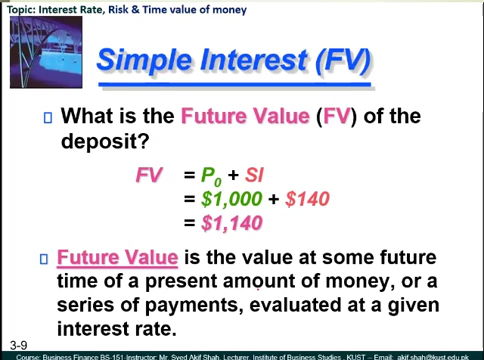 Topic: Interest Rate, Risk & Time value of money
Simple Interest (FV)
What is the Future Value (FV) of the
deposit?
FV = P0 + SI
= $1,000 + $140
= $1,140
Future Value is the value at some future
time of a present amount of money, or a
series of payments, evaluated at a given
interest rate.
3-9
Course: Business Finance BS-151-Instructor: Mr. Syed Akif Shah, Lecturer, Institute of Business Studies , KUST – Email: akif.shah@kust.edu.pk